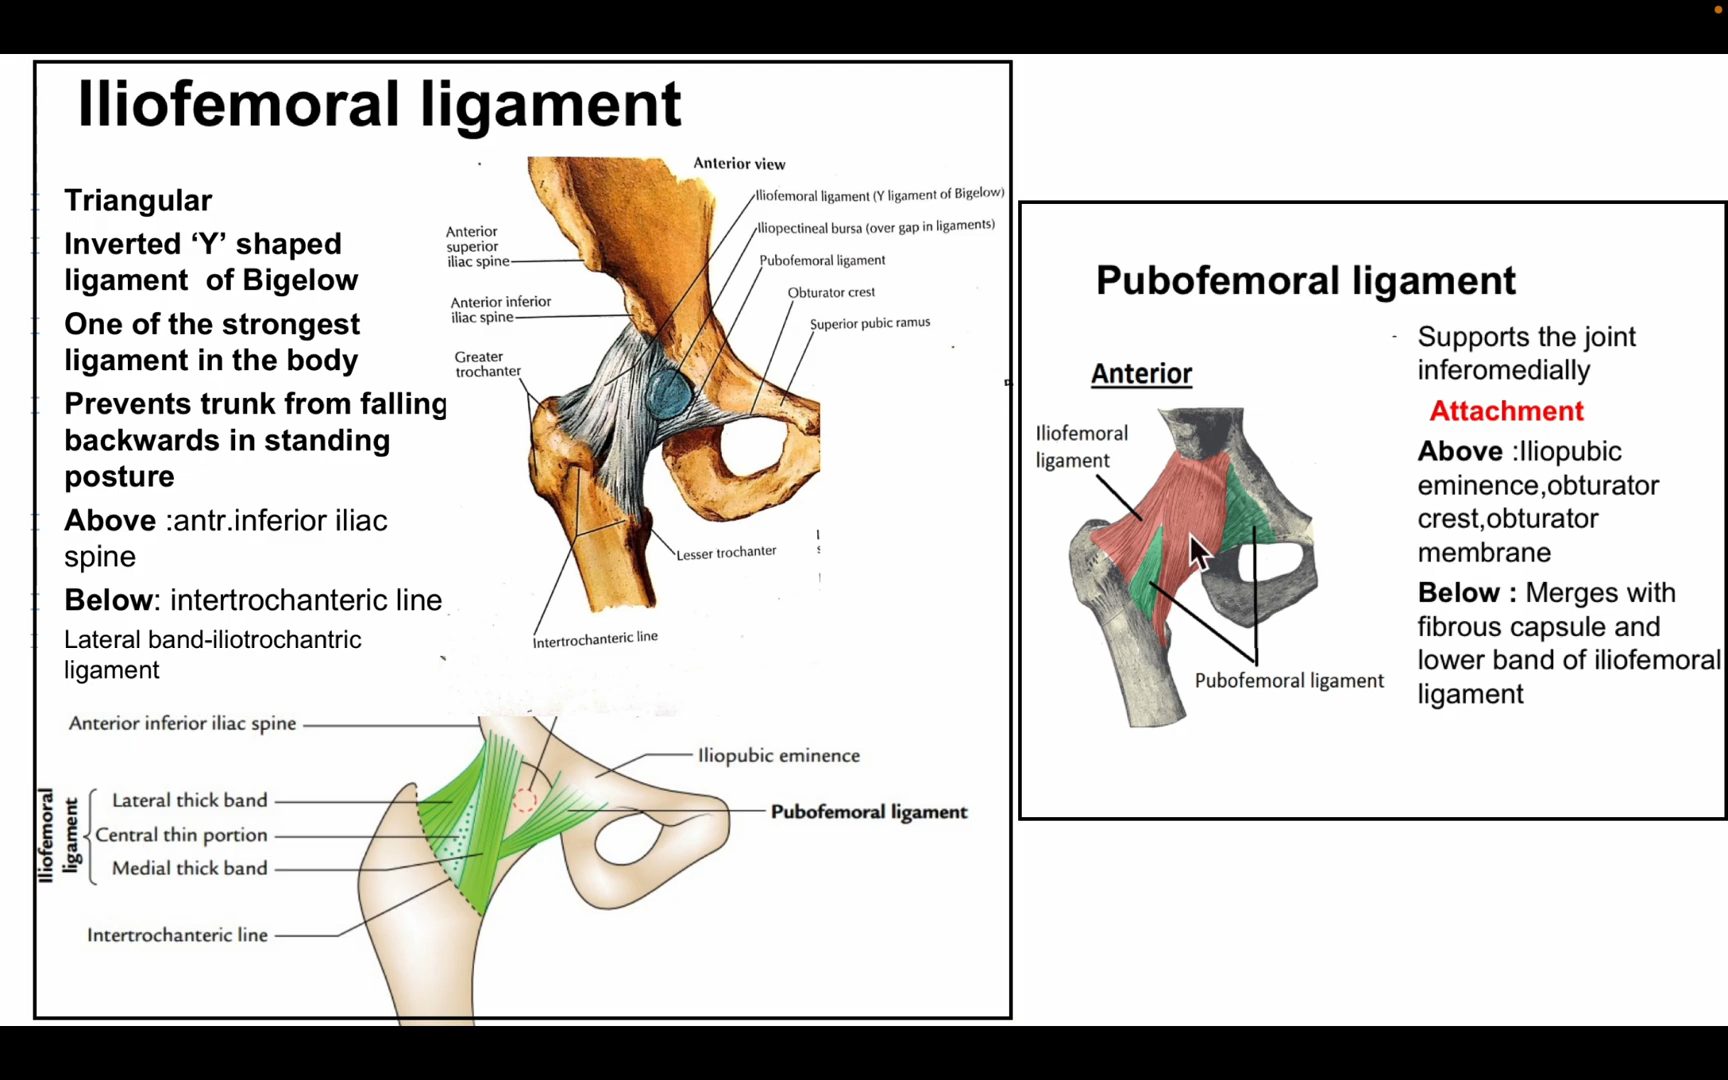 Iliofemoral ligament
Triangular
Inverted ‘Y’ shaped
ligament of Bigelow
One of the strongest
ligament in the body
Prevents trunk from falling
backwards in standing
posture
Above :antr.inferior iliac
spine
Below: intertrochanteric line
Lateral band-iliotrochantric
ligament
Anterior view
Iliofemoral ligament (Y ligament of Bigelow)
Iliopectineal bursa (over gap in ligaments)
Pubofemoral ligament
Obturator crest
Superior pubic ramus
Anterior
superior
iliac spine
Anterior inferior
iliac spine
Greater
trochanter
Lesser trochanter
Intertrochanteric line
Anterior inferior iliac spine
Iliofemoral
ligament
Lateral thick band
Central thin portion
Medial thick band
Intertrochanteric line
Iliopubic eminence
Pubofemoral ligament
Pubofemoral ligament
Anterior
Iliofemoral
ligament
Pubofemoral ligament
- Supports the joint
inferomedially
Attachment
Above :Iliopubic
eminence,obturator
crest,obturator
membrane
Below : Merges with
fibrous capsule and
lower band of iliofemoral
ligament